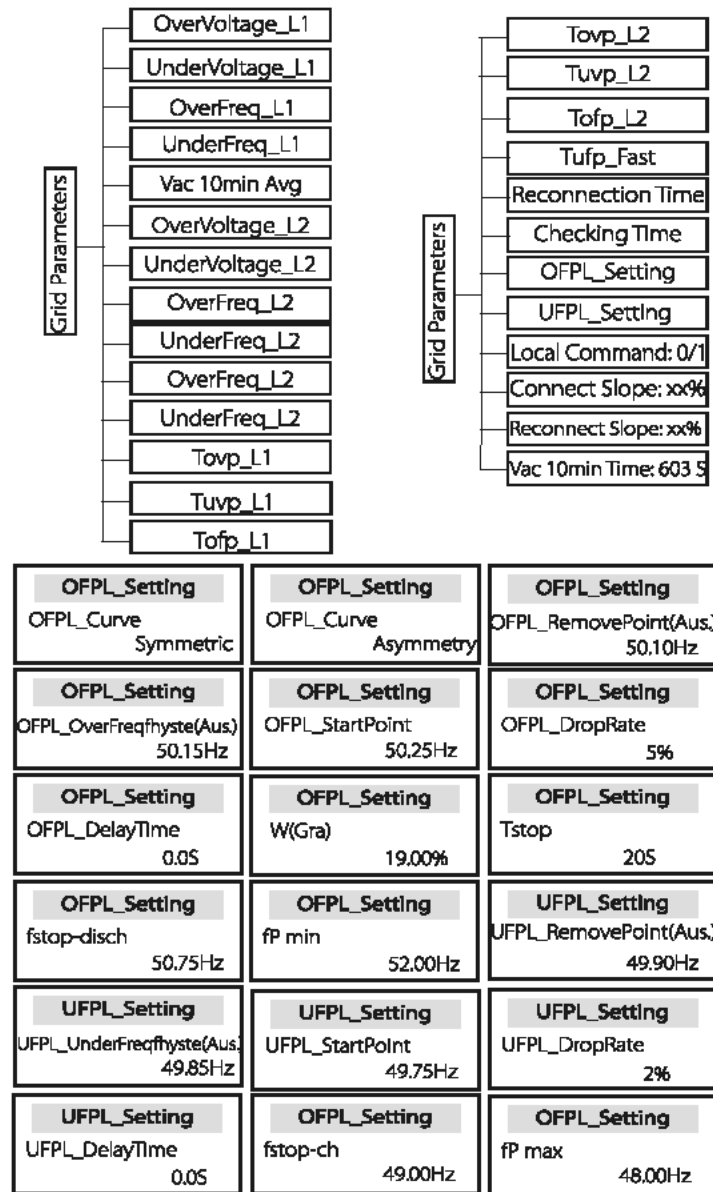 Grid Parameters
OverVoltage_L1
UnderVoltage_L1
OverFreq_L1
UnderFreq_L1
Vac 10min Avg
OverVoltage_L2
UnderVoltage_L2
OverFreq_L2
UnderFreq_L2
OverFreq_L2
UnderFreq_L2
Tovp_L1
Tuvp_L1
Tofp_L1
Grid Parameters
Tovp_L2
Tuvp_L2
Tofp_L2
Tufp_Fast
Reconnection Time
Checking Time
OFPL_Setting
UFPL_Setting
Local Command: 0/1
Connect Slope: xx%
Reconnect Slope: xx%
Vac 10min Time: 603 S
OFPL_Setting
OFPL_Curve
Symmetric
OFPL_Setting
OFPL_Curve
Asymmetry
OFPL_Setting
OFPL_RemovePoint(Aus.)
50.10Hz
OFPL_Setting
OFPL_OverFreqfhyste(Aus.)
50.15Hz
OFPL_Setting
OFPL_StartPoint
50.25Hz
OFPL_Setting
OFPL_DropRate
5%
OFPL_Setting
OFPL_DelayTime
0.0S
OFPL_Setting
W(Gra)
19.00%
OFPL_Setting
Tstop
20S
OFPL_Setting
fstop-disch
50.75Hz
OFPL_Setting
fP min
52.00Hz
UFPL_Setting
UFPL_RemovePoint(Aus.)
49.90Hz
UFPL_Setting
UFPL_UnderFreqfhyste(Aus.)
49.85Hz
UFPL_Setting
UFPL_StartPoint
49.75Hz
UFPL_Setting
UFPL_DropRate
2%
UFPL_Setting
UFPL_DelayTime
0.0S
OFPL_Setting
fstop-ch
49.00Hz
OFPL_Setting
fP max
48.00Hz